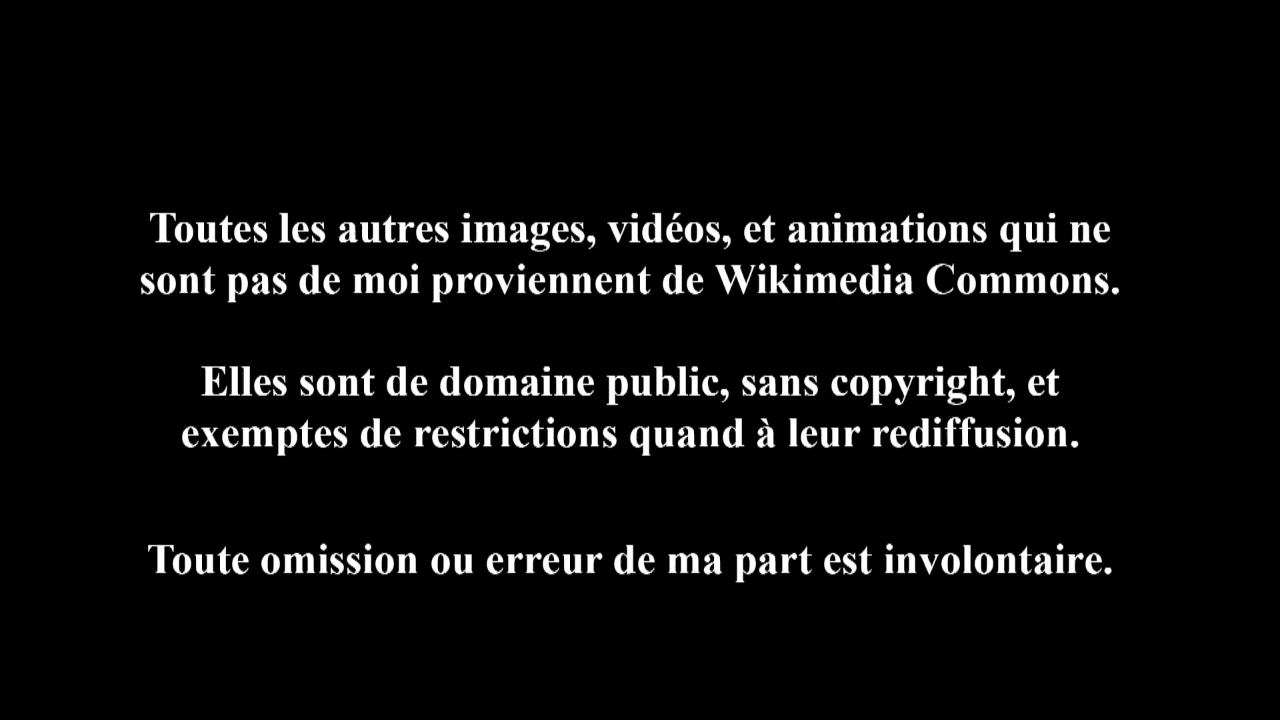 Toutes les autres images, vidéos, et animations qui ne
sont pas de moi proviennent de Wikimedia Commons.
Elles sont de domaine public, sans copyright, et
exemptes de restrictions quand à leur rediffusion.
Toute omission ou erreur de ma part est involontaire.